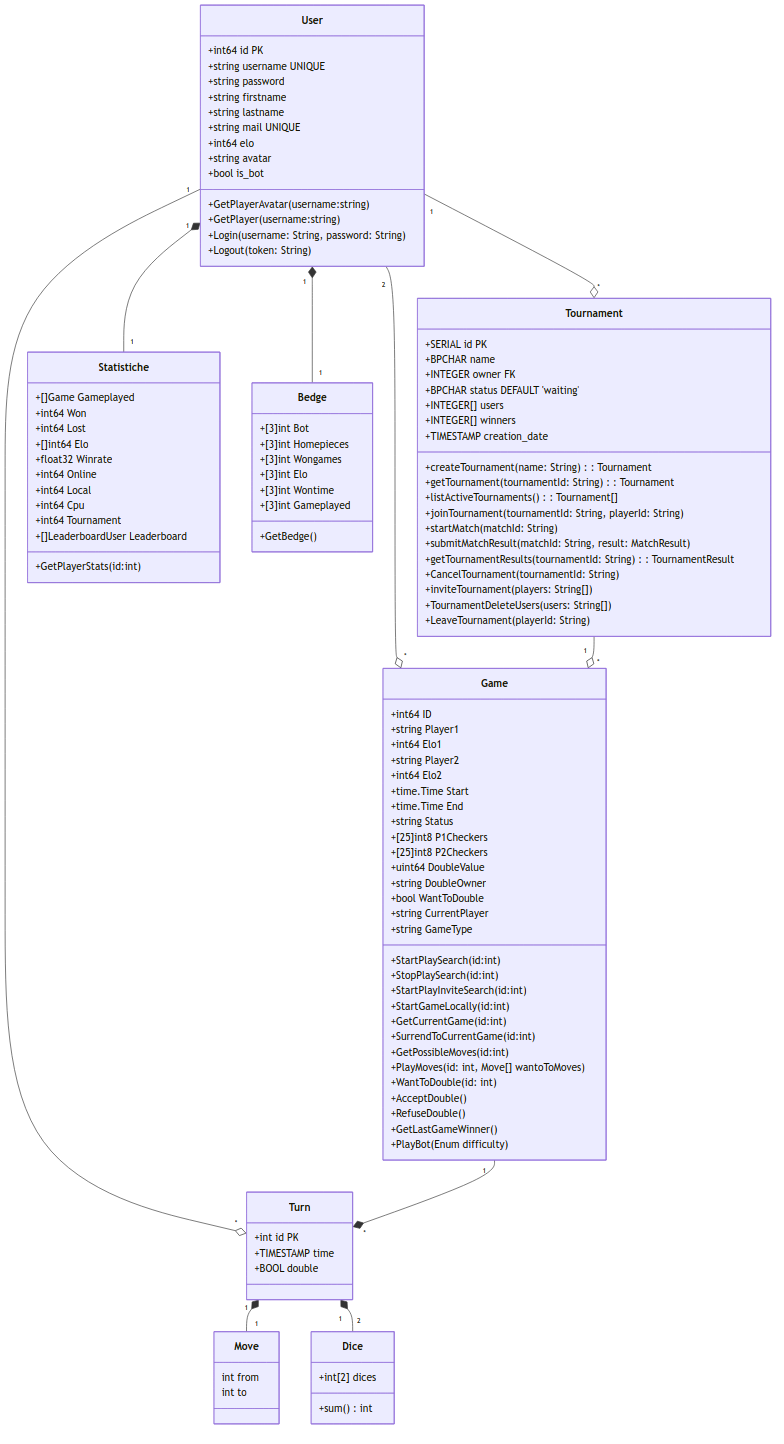 User
+int64 id PK
+string username UNIQUE
+string password
+string firstname
+string lastname
+string mail UNIQUE
+int64 elo
+string avatar
+bool is_bot
+GetPlayerAvatar(username:string)
+GetPlayer(username:string)
+Login(username: String, password: String)
+Logout(token: String)
1
1
1
2
1
*
1
1
Tournament
+SERIAL id PK
+BPCHAR name
+INTEGER owner FK
+BPCHAR status DEFAULT 'waiting'
+INTEGER[] users
+INTEGER[] winners
+TIMESTAMP creation_date
+createTournament(name: String) : : Tournament
+getTournament(tournamentId: String) : : Tournament
+listActiveTournaments() : : Tournament[]
+joinTournament(tournamentId: String, playerId: String)
+startMatch(matchId: String)
+submitMatchResult(matchId: String, result: MatchResult)
+getTournamentResults(tournamentId: String) : : TournamentResult
+CancelTournament(tournamentId: String)
+inviteTournament(players: String[])
+TournamentDeleteUsers(users: String[])
+LeaveTournament(playerId: String)
Statistiche
+[]Game Gameplayed
+int64 Won
+int64 Lost
+[]int64 Elo
+float32 Winrate
+int64 Online
+int64 Local
+int64 Cpu
+int64 Tournament
+[]LeaderboardUser Leaderboard
+GetPlayerStats(id:int)
Bedge
+[3]int Bot
+[3]int Homepieces
+[3]int Wongames
+[3]int Elo
+[3]int Wontime
+[3]int Gameplayed
+GetBedge()
1
*
*
Game
+int64 ID
+string Player1
+int64 Elo1
+string Player2
+int64 Elo2
+time.Time Start
+time.Time End
+string Status
+[25]int8 P1Checkers
+[25]int8 P2Checkers
+uint64 DoubleValue
+string DoubleOwner
+bool WantToDouble
+string CurrentPlayer
+string GameType
+StartPlaySearch(id:int)
+StopPlaySearch(id:int)
+StartPlayInviteSearch(id:int)
+StartGameLocally(id:int)
+GetCurrentGame(id:int)
+SurrendToCurrentGame(id:int)
+GetPossibleMoves(id:int)
+PlayMoves(id: int, Move[] wantoToMoves)
+WantToDouble(id: int)
+AcceptDouble()
+RefuseDouble()
+GetLastGameWinner()
+PlayBot(Enum difficulty)
1
*
*
Turn
+int id PK
+TIMESTAMP time
+BOOL double
1
1
1
2
Move
int from
int to
Dice
+int[2] dices
+sum() : int